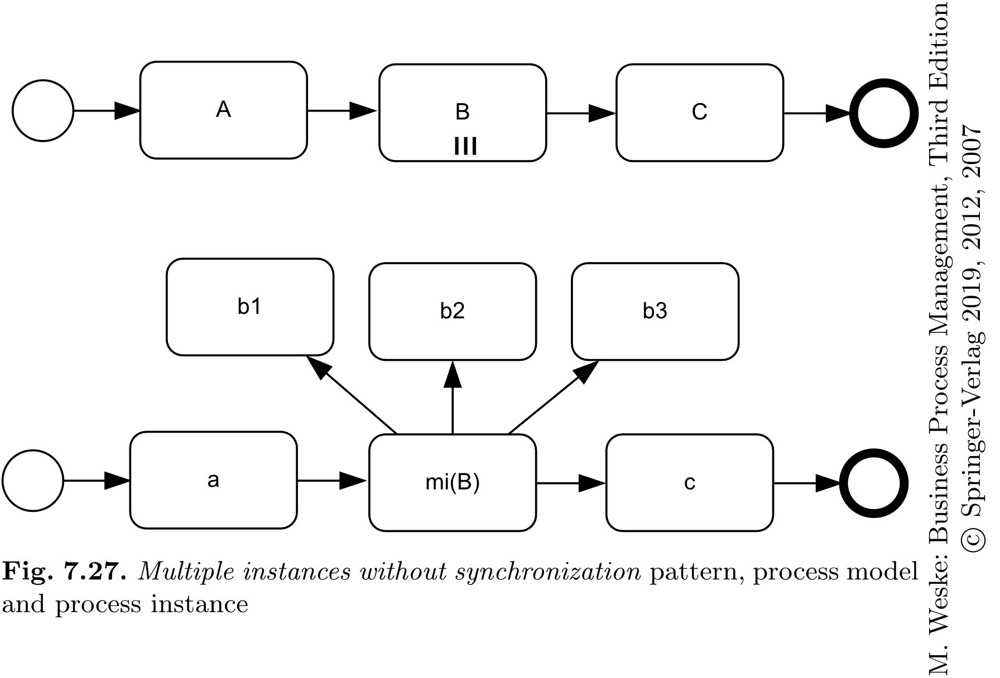 A
B
C
b1
b2
b3
a
mi(B)
c
Fig. 7.27. Multiple instances without synchronization pattern, process model
and process instance
M. Weske: Business Process Management, Third Edition
© Springer-Verlag 2019, 2012, 2007